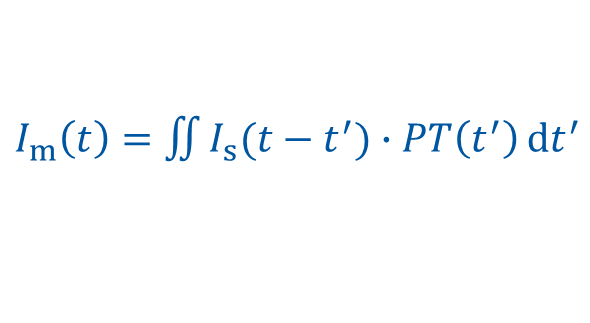 I_m(t) = ∬ I_s(t − t′) · PT(t′) dt′